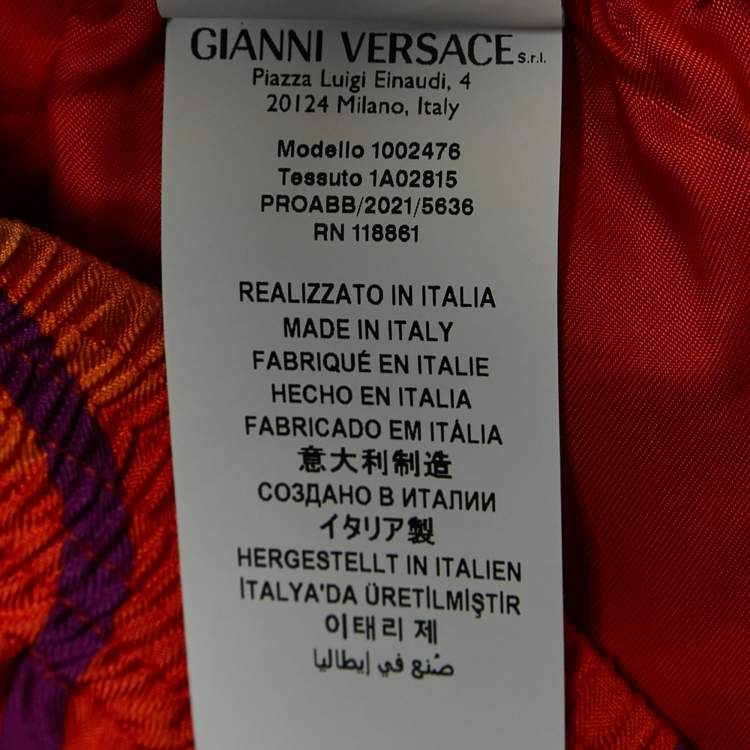 GIANNI VERSACE s.r.l.
Piazza Luigi Einaudi, 4
20124 Milano, Italy
Modello 1002476
Tessuto 1A02815
PROABB/2021/5636
RN 118861
REALIZZATO IN ITALIA
MADE IN ITALY
FABRIQUÉ EN ITALIE
HECHO EN ITALIA
FABRICADO EM ITÁLIA
意大利制造
СОЗДАНО В ИТАЛИИ
イタリア製
HERGESTELLT IN ITALIEN
İTALYA'DA ÜRETİLMİŞTİR
이태리 제
صُنع في إيطاليا